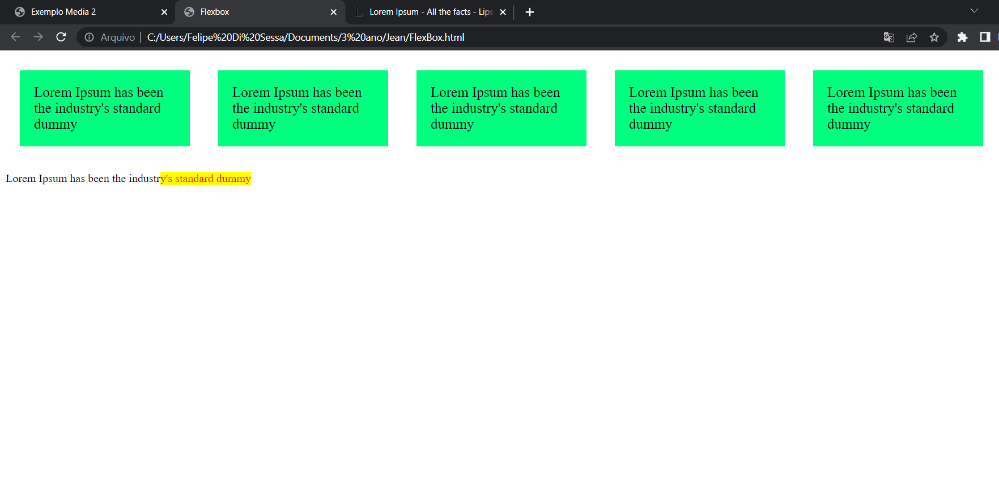 Exemplo Media 2
Flexbox
Lorem Ipsum - All the facts - Lips
Arquivo
C:/Users/Felipe%20Di%20Sessa/Documents/3%20ano/Jean/FlexBox.html
Lorem Ipsum has been
the industry's standard
dummy
Lorem Ipsum has been
the industry's standard
dummy
Lorem Ipsum has been
the industry's standard
dummy
Lorem Ipsum has been
the industry's standard
dummy
Lorem Ipsum has been
the industry's standard
dummy
Lorem Ipsum has been the industry's standard dummy